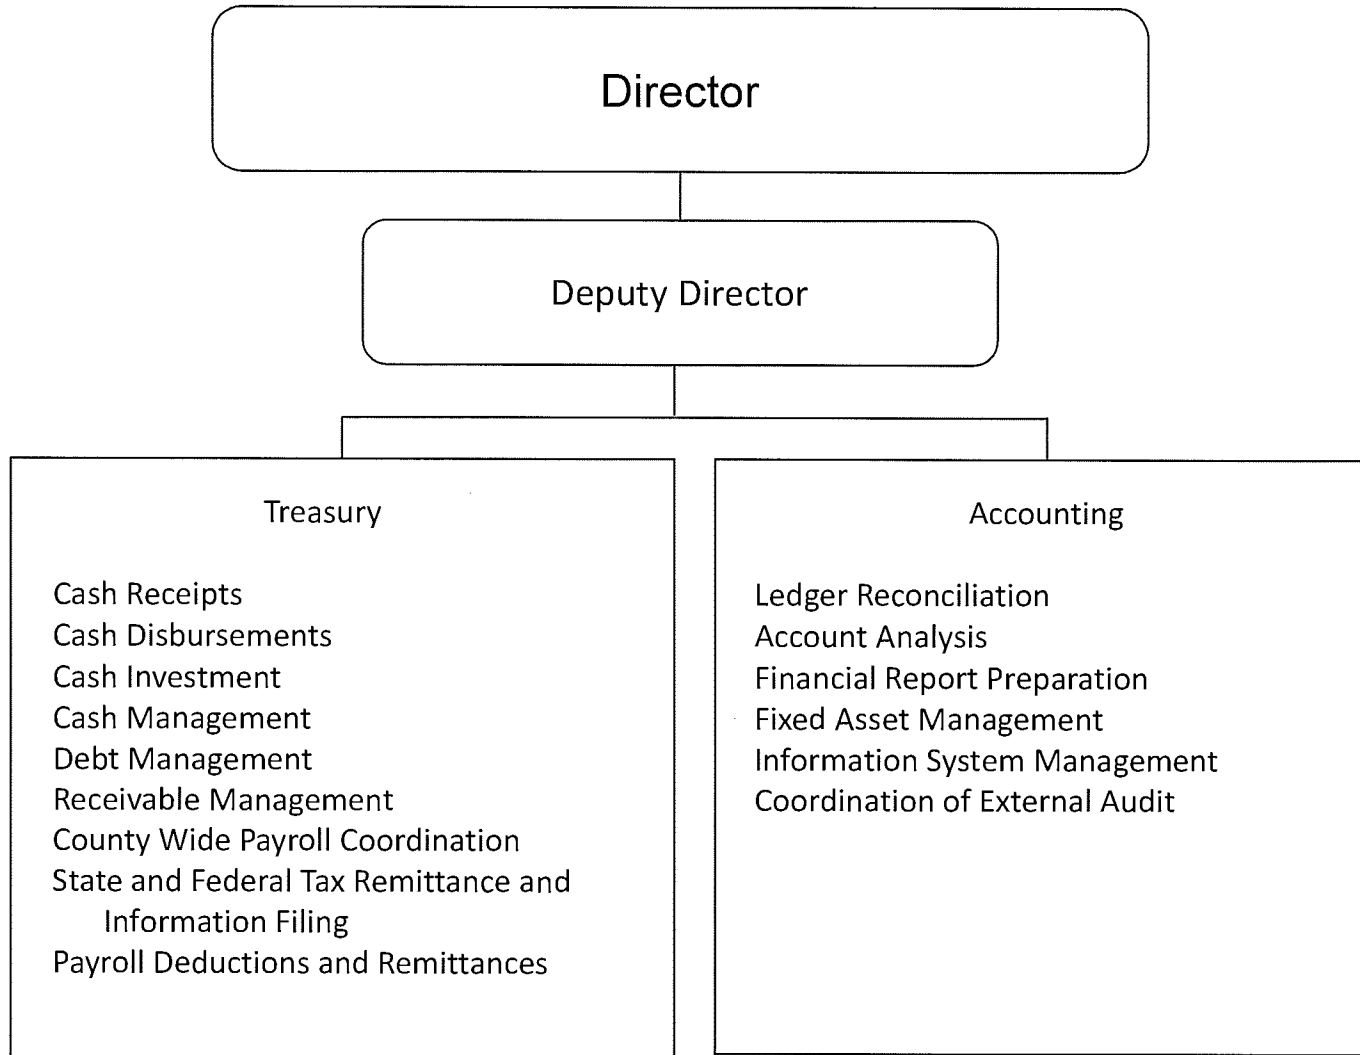 Director
Deputy Director
Treasury
Cash Receipts
Cash Disbursements
Cash Investment
Cash Management
Debt Management
Receivable Management
County Wide Payroll Coordination
State and Federal Tax Remittance and
Information Filing
Payroll Deductions and Remittances
Accounting
Ledger Reconciliation
Account Analysis
Financial Report Preparation
Fixed Asset Management
Information System Management
Coordination of External Audit